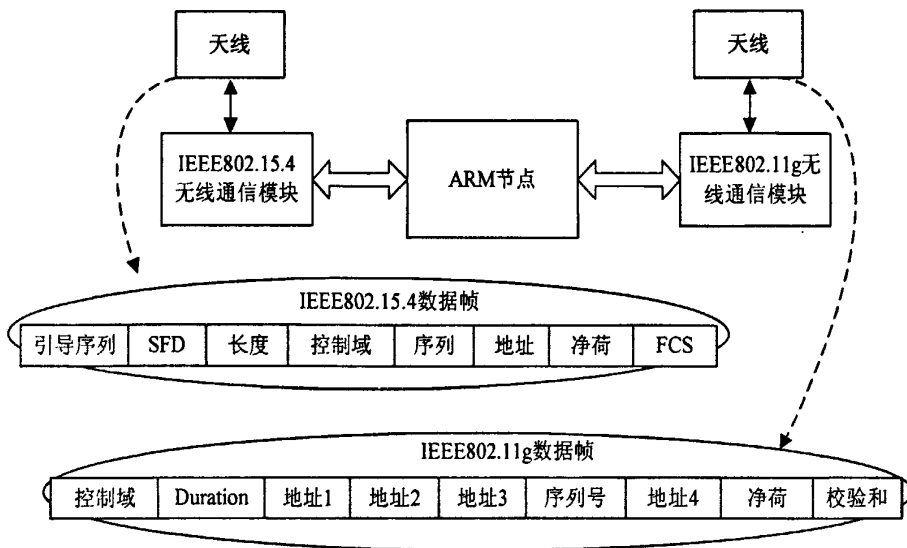 天线
天线
IEEE802.15.4
无线通信模块
ARM节点
IEEE802.11g无
线通信模块
IEEE802.15.4数据帧
引导序列 SFD 长度 控制域 序列 地址 净荷 FCS
IEEE802.11g数据帧
控制域 Duration 地址1 地址2 地址3 序列号 地址4 净荷 校验和